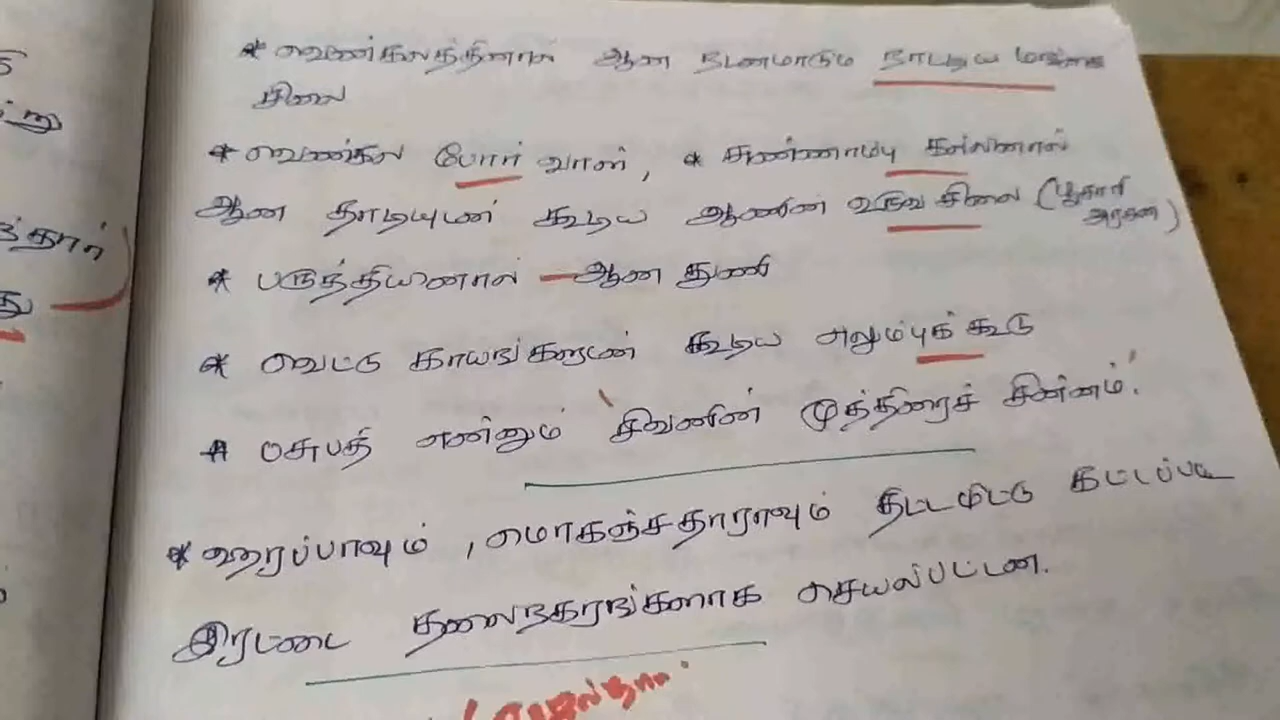 * வெண்கலத்தினால் ஆன நடனமாடும் நாட்டிய மங்கை
சிலை
* வெண்கல போர் வாள், * சுண்ணாம்பு கல்லினால்
ஆன தாடியுடன் கூடிய ஆணின் உருவ சிலை (பூசாரி
அரசன்)
* பருத்தியினால் ஆன துணி
* வெட்டு காயங்களுடன் கூடிய எலும்புக் கூடு
* பசுபதி என்னும் சிவனின் முத்திரைச் சின்னம்.
* ஹரப்பாவும், மொகஞ்சதாராவும் திட்டமிட்டு கட்டப்பட்ட
இரட்டை தலைநகரங்களாக செயல்பட்டன.